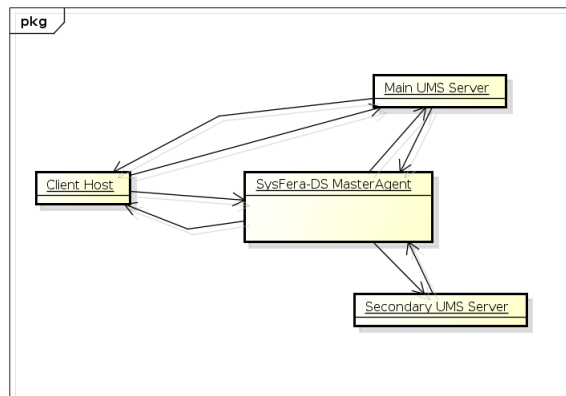 pkg
Main UMS Server
Client Host
SysFera-DS MasterAgent
Secondary UMS Server